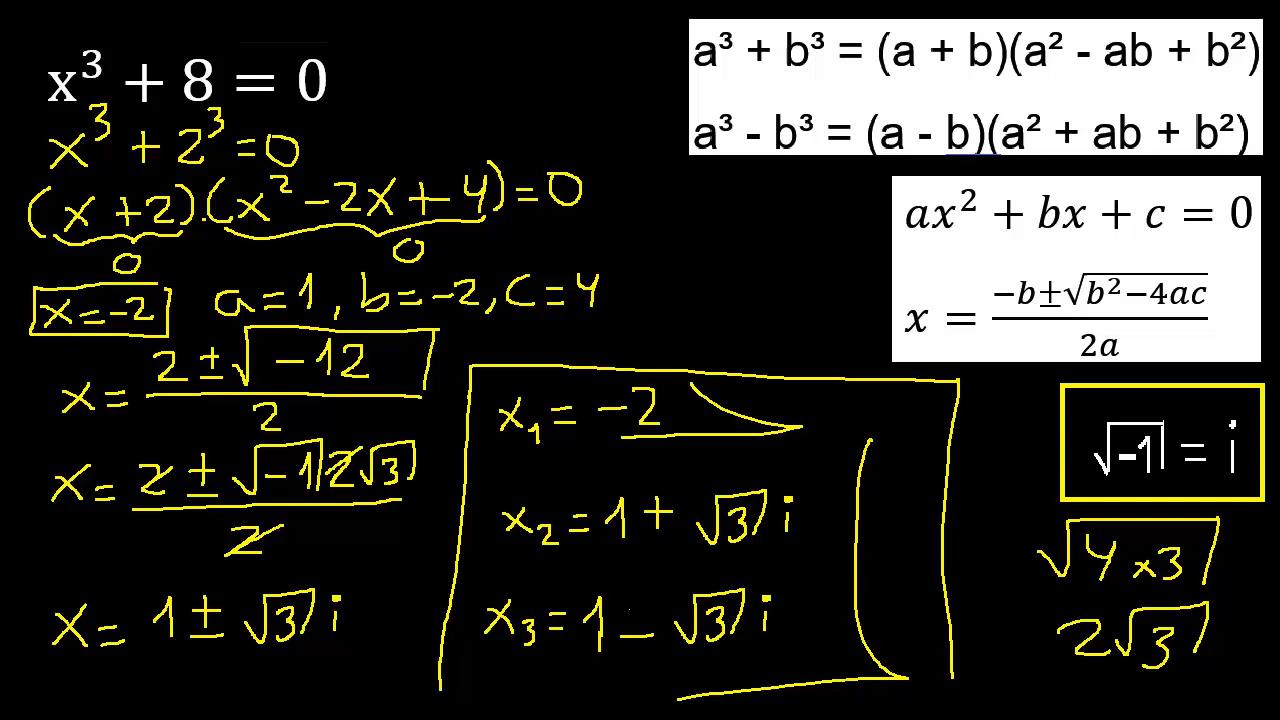 x³ + 8 = 0
x³ + 2³ = 0
(x + 2).(x² - 2x + 4) = 0
0 0
x = -2 a = 1, b = -2, c = 4
x = (2 ± √-12)/2
x = (2 ± √-1 2√3)/2
x = 1 ± √3 i
x₁ = -2
x₂ = 1 + √3 i
x₃ = 1 - √3 i
a³ + b³ = (a + b)(a² - ab + b²)
a³ - b³ = (a - b)(a² + ab + b²)
ax² + bx + c = 0
x = (-b±√b²-4ac)/2a
√-1 = i
√4x3
2√3